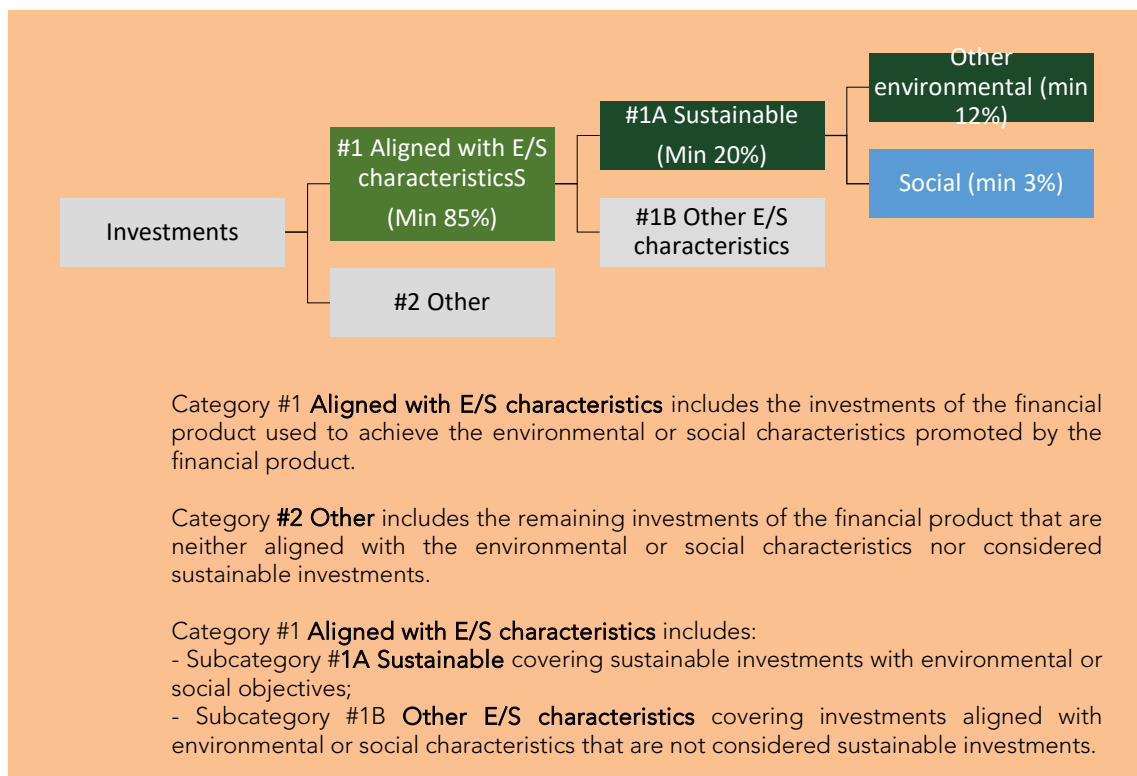 Investments
#1 Aligned with E/S
characteristicsS
(Min 85%)
#2 Other
#1A Sustainable
(Min 20%)
#1B Other E/S
characteristics
Other
environmental (min
12%)
Social (min 3%)
Category #1 Aligned with E/S characteristics includes the investments of the financial
product used to achieve the environmental or social characteristics promoted by the
financial product.
Category #2 Other includes the remaining investments of the financial product that are
neither aligned with the environmental or social characteristics nor considered
sustainable investments.
Category #1 Aligned with E/S characteristics includes:
- Subcategory #1A Sustainable covering sustainable investments with environmental or
social objectives;
- Subcategory #1B Other E/S characteristics covering investments aligned with
environmental or social characteristics that are not considered sustainable investments.